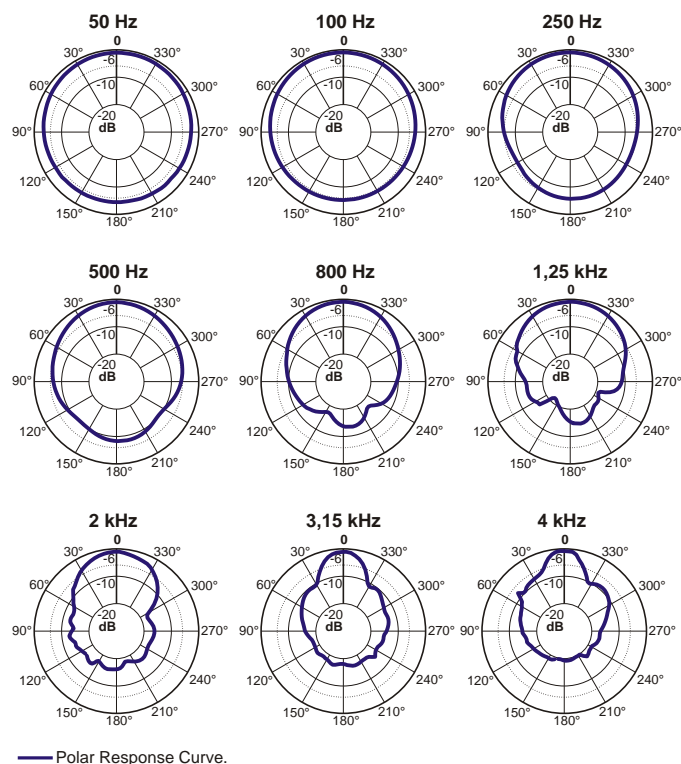 50 Hz 100 Hz 250 Hz
0 0 0
30° -6 330° 30° -6 330° 30° -6 330°
60° -10 300° 60° -10 300° 60° -10 300°
-20 -20 -20
90° dB 270° 90° dB 270° 90° dB 270°
120° 240° 120° 240° 120° 240°
150° 210° 150° 210° 150° 210°
180° 180° 180°
500 Hz 800 Hz 1,25 kHz
0 0 0
30° -6 330° 30° -6 330° 30° -6 330°
60° -10 300° 60° -10 300° 60° -10 300°
-20 -20 -20
90° dB 270° 90° dB 270° 90° dB 270°
120° 240° 120° 240° 120° 240°
150° 210° 150° 210° 150° 210°
180° 180° 180°
2 kHz 3,15 kHz 4 kHz
0 0 0
30° -6 330° 30° -6 330° 30° -6 330°
60° -10 300° 60° -10 300° 60° -10 300°
-20 -20 -20
90° dB 270° 90° dB 270° 90° dB 270°
120° 240° 120° 240° 120° 240°
150° 210° 150° 210° 150° 210°
180° 180° 180°
Polar Response Curve.